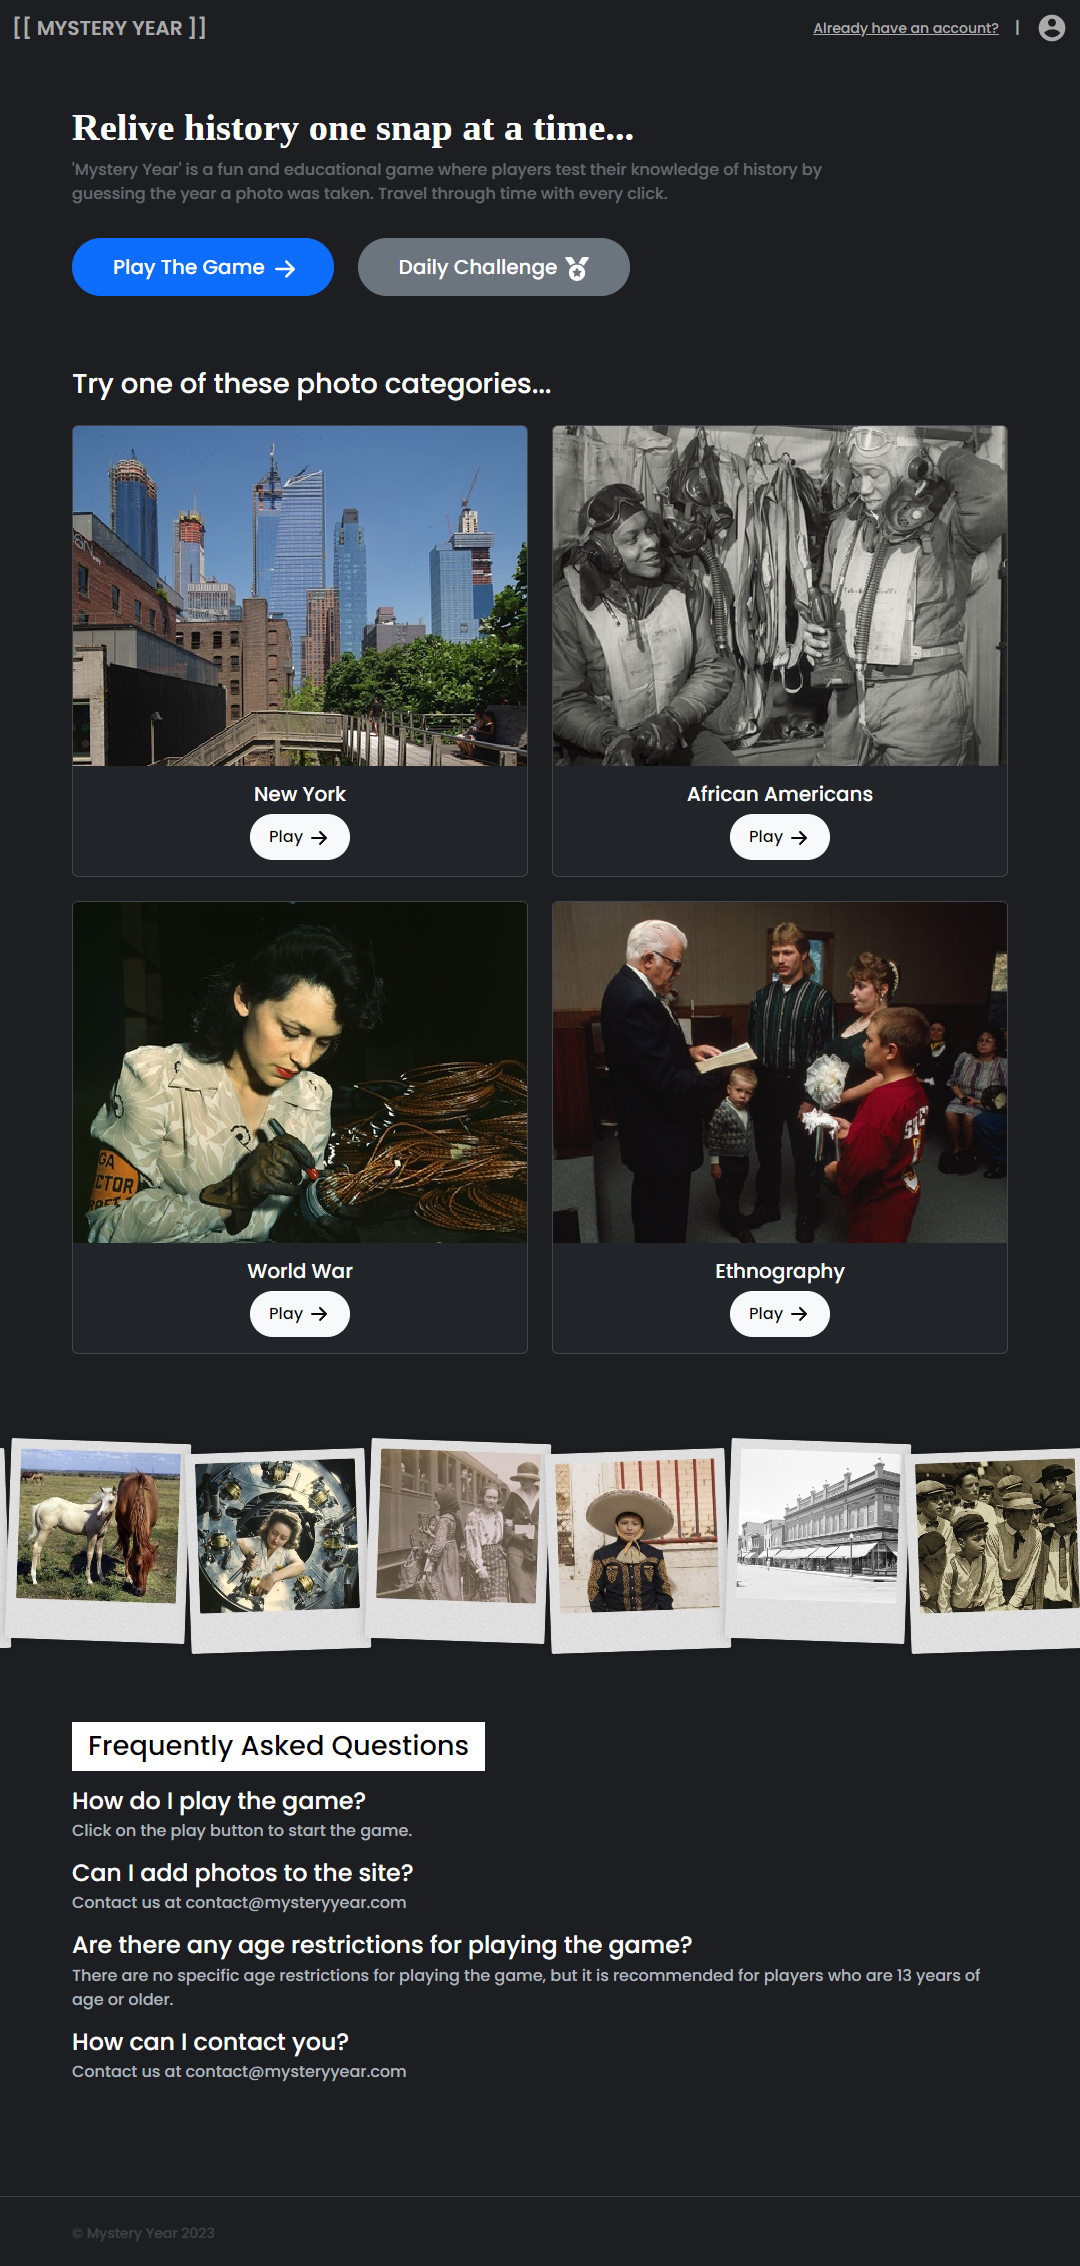 [[ MYSTERY YEAR ]]
Already have an account? |
Relive history one snap at a time...
'Mystery Year' is a fun and educational game where players test their knowledge of history by
guessing the year a photo was taken. Travel through time with every click.
Play The Game
Daily Challenge
Try one of these photo categories...
New York
Play
African Americans
Play
GA
CTOR
World War
Play
Ethnography
Play
Frequently Asked Questions
How do I play the game?
Click on the play button to start the game.
Can I add photos to the site?
Contact us at contact@mysteryyear.com
Are there any age restrictions for playing the game?
There are no specific age restrictions for playing the game, but it is recommended for players who are 13 years of
age or older.
How can I contact you?
Contact us at contact@mysteryyear.com
© Mystery Year 2023